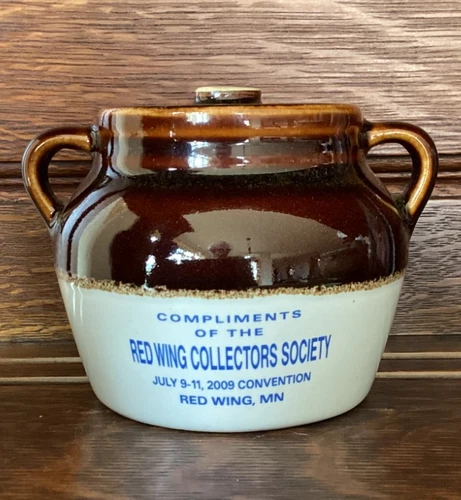 COMPLIMENTS
OF THE
RED WING COLLECTORS SOCIETY
JULY 9-11, 2009 CONVENTION
RED WING, MN